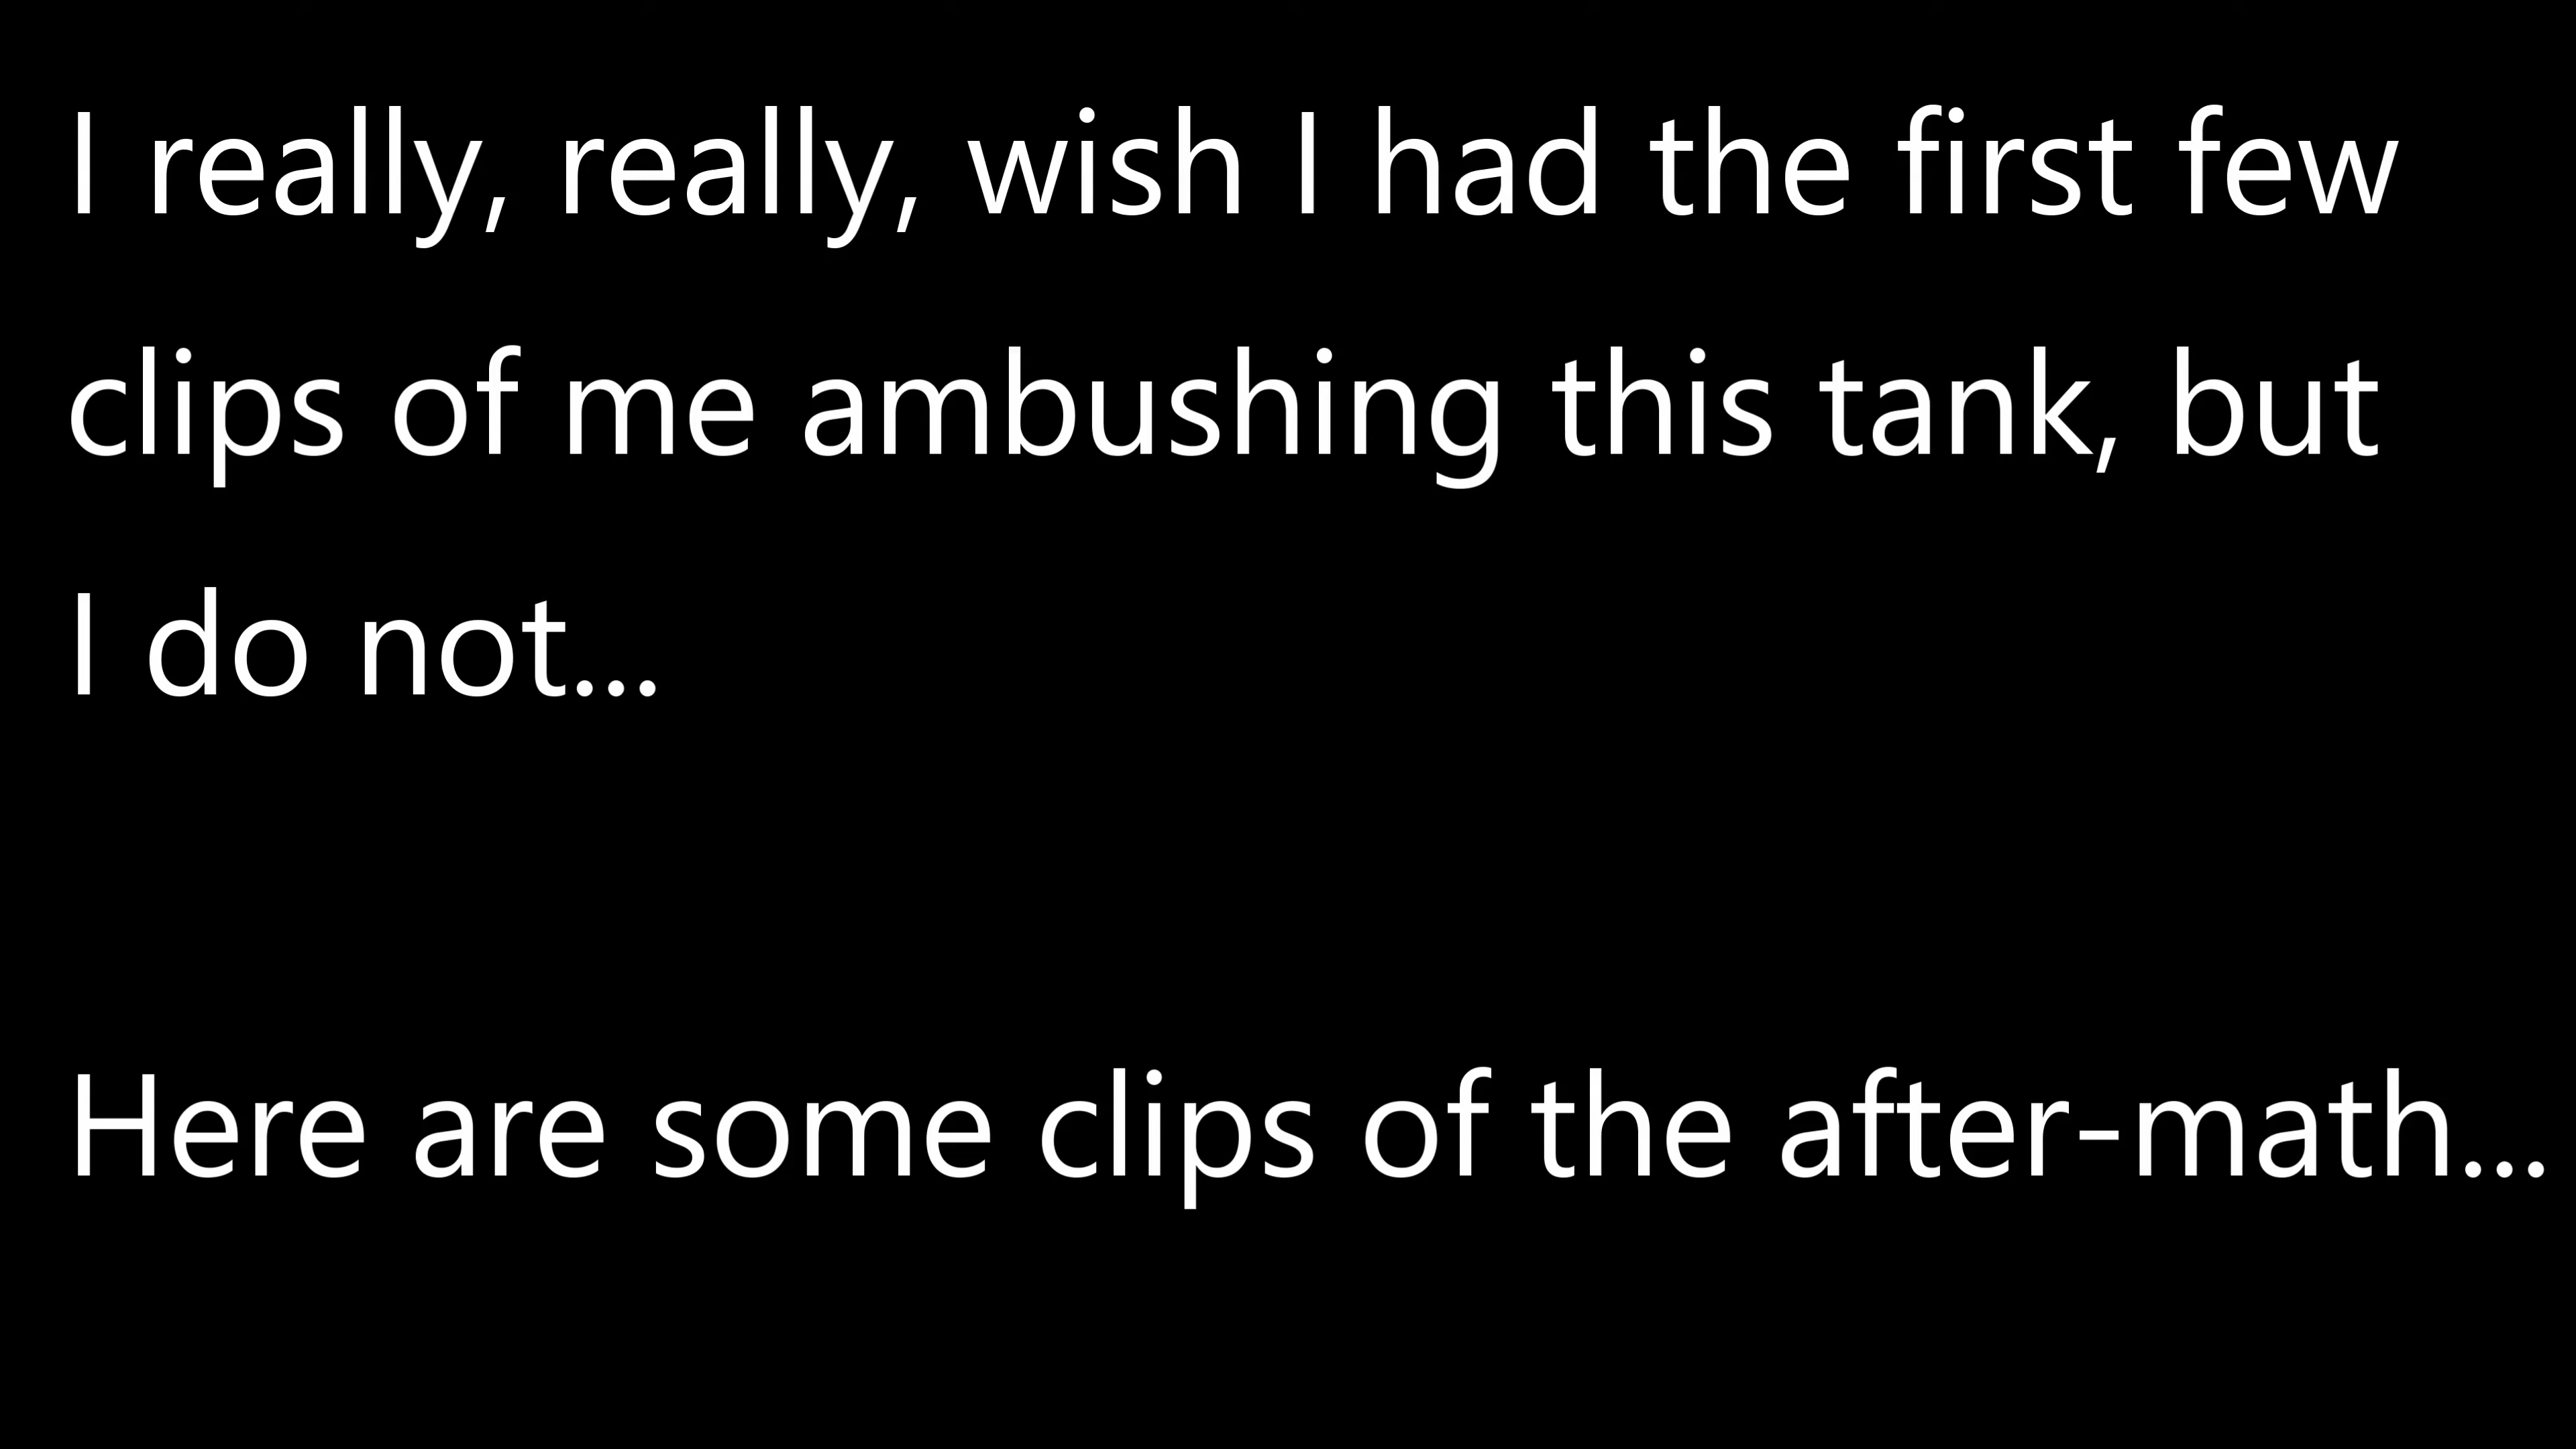 I really, really, wish I had the first few
clips of me ambushing this tank, but
I do not...
Here are some clips of the after-math...